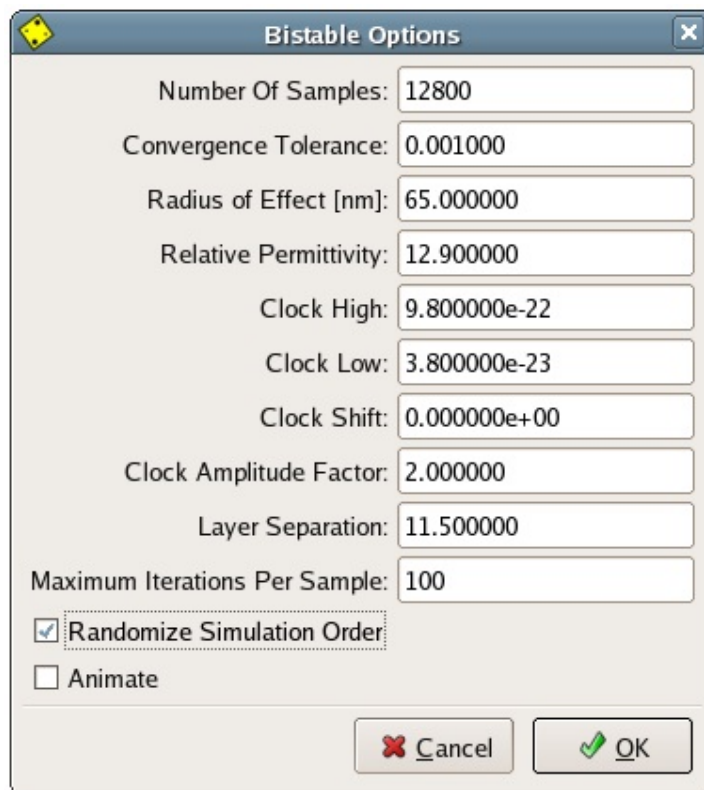 Bistable Options
Number Of Samples: 12800
Convergence Tolerance: 0.001000
Radius of Effect [nm]: 65.000000
Relative Permittivity: 12.900000
Clock High: 9.800000e-22
Clock Low: 3.800000e-23
Clock Shift: 0.000000e+00
Clock Amplitude Factor: 2.000000
Layer Separation: 11.500000
Maximum Iterations Per Sample: 100
Randomize Simulation Order
Animate
Cancel OK